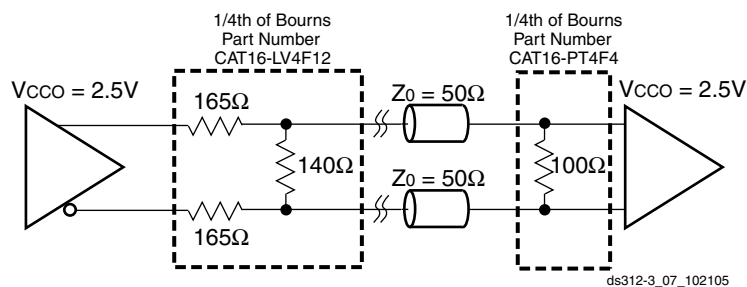 1/4th of Bourns
Part Number
CAT16-LV4F12
1/4th of Bourns
Part Number
CAT16-PT4F4
VCCO = 2.5V
165Ω
Z0 = 50Ω
VCCO = 2.5V
140Ω
100Ω
Z0 = 50Ω
165Ω
ds312-3_07_102105